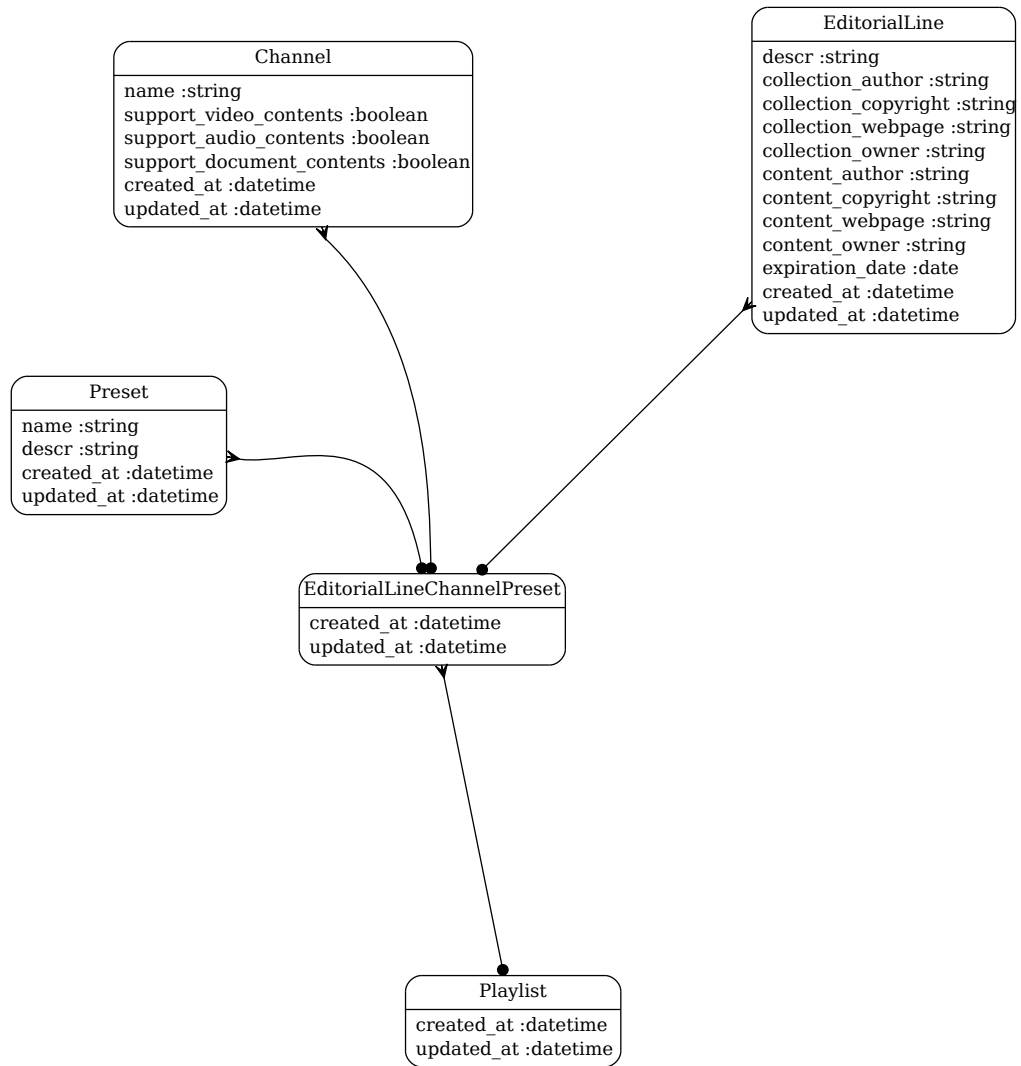 EditorialLine
descr :string
collection_author :string
collection_copyright :string
collection_webpage :string
collection_owner :string
content_author :string
content_copyright :string
content_webpage :string
content_owner :string
expiration_date :date
created_at :datetime
updated_at :datetime
Channel
name :string
support_video_contents :boolean
support_audio_contents :boolean
support_document_contents :boolean
created_at :datetime
updated_at :datetime
Preset
name :string
descr :string
created_at :datetime
updated_at :datetime
EditorialLineChannelPreset
created_at :datetime
updated_at :datetime
Playlist
created_at :datetime
updated_at :datetime